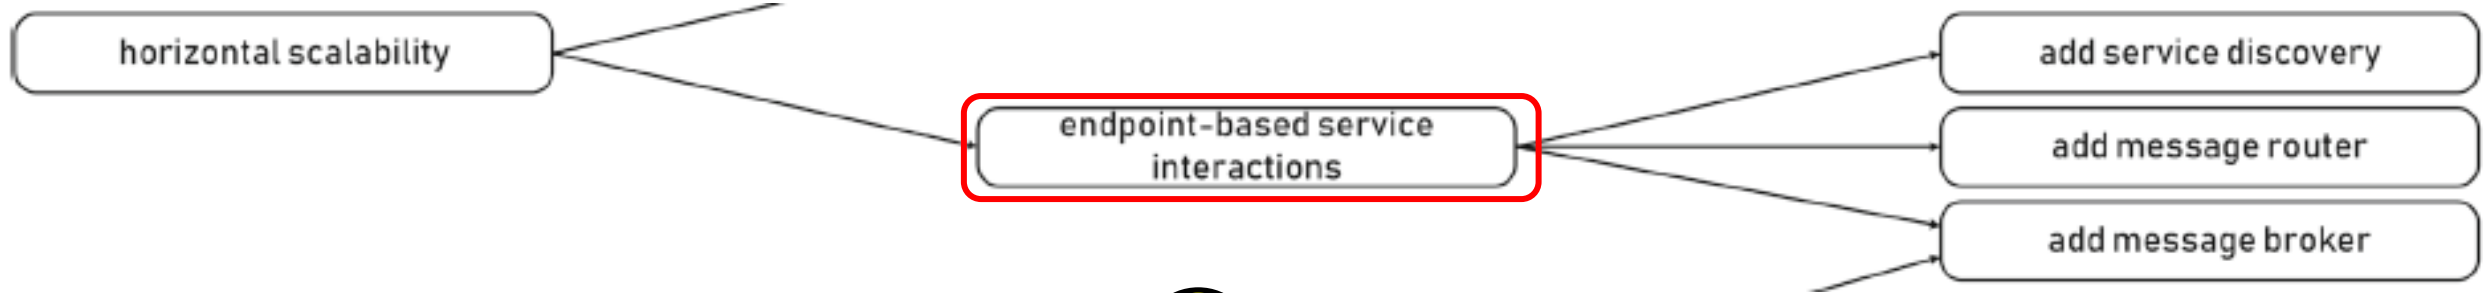 horizontal scalability
endpoint-based service
interactions
add service discovery
add message router
add message broker